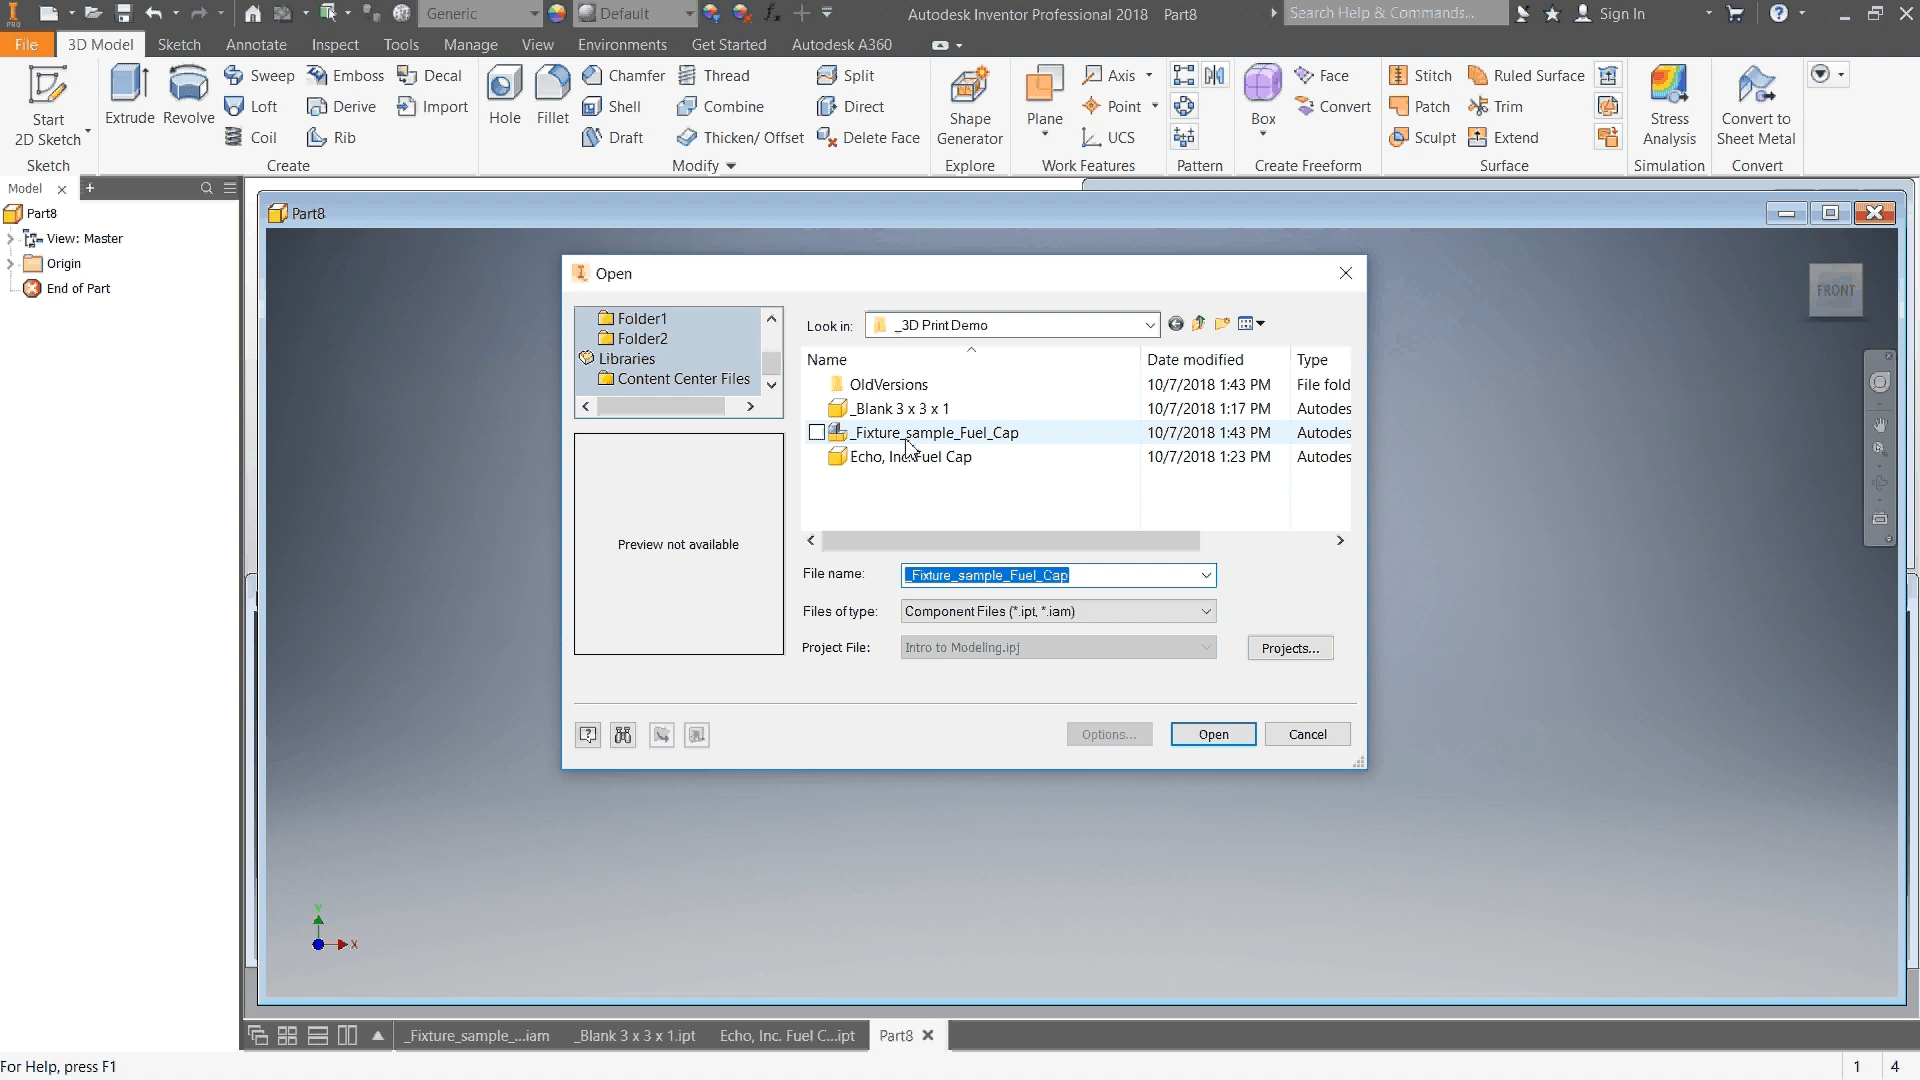 PRO Generic Default Autodesk Inventor Professional 2018 Part8 Search Help & Commands... Sign In
File 3D Model Sketch Annotate Inspect Tools Manage View Environments Get Started Autodesk A360
Sweep Emboss Decal Chamfer Thread Split Axis Face Stitch Ruled Surface
Loft Derive Import Shell Combine Direct Point Convert Patch Trim
Coil Rib Draft Thicken/ Offset Delete Face UCS Sculpt Extend
Start
2D Sketch
Extrude Revolve
Hole Fillet
Shape
Generator
Plane
Box
Stress
Analysis
Convert to
Sheet Metal
Sketch Create Modify Explore Work Features Pattern Create Freeform Surface Simulation Convert
Model
Part8
View: Master
Origin
End of Part
Part8
FRONT
Open
Folder1
Folder2
Libraries
Content Center Files
Look in: _3D Print Demo
Name Date modified Type
OldVersions 10/7/2018 1:43 PM File fold
_Blank 3 x 3 x 1 10/7/2018 1:17 PM Autodes
_Fixture_sample_Fuel_Cap 10/7/2018 1:43 PM Autodes
Echo, Inc. Fuel Cap 10/7/2018 1:23 PM Autodes
Preview not available
File name: _Fixture_sample_Fuel_Cap
Files of type: Component Files (*.ipt, *.iam)
Project File: Intro to Modeling.ipj Projects...
Options... Open Cancel
Y
X
_Fixture_sample_...iam _Blank 3 x 3 x 1.ipt Echo, Inc. Fuel C...ipt Part8
For Help, press F1 1 4